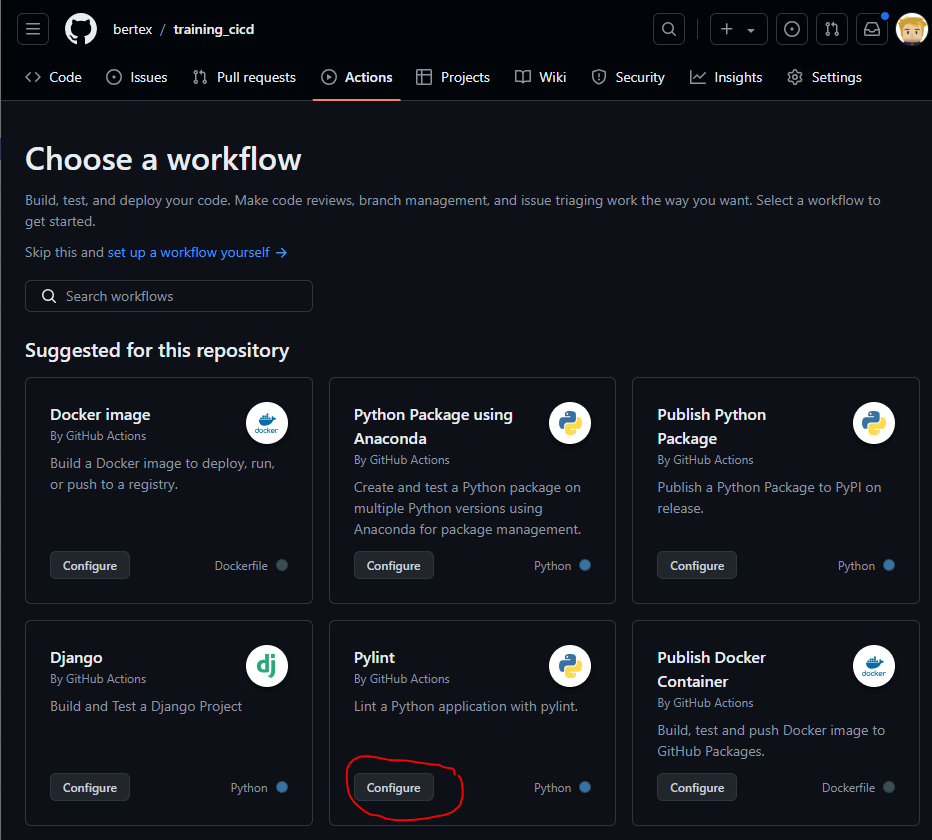 bertex / training_cicd
Code Issues Pull requests Actions Projects Wiki Security Insights Settings
Choose a workflow
Build, test, and deploy your code. Make code reviews, branch management, and issue triaging work the way you want. Select a workflow to
get started.
Skip this and set up a workflow yourself →
Search workflows
Suggested for this repository
Docker image
By GitHub Actions
Build a Docker image to deploy, run,
or push to a registry.
Configure
Dockerfile
docker
Python Package using
Anaconda
By GitHub Actions
Create and test a Python package on
multiple Python versions using
Anaconda for package management.
Configure
Python
Publish Python
Package
By GitHub Actions
Publish a Python Package to PyPI on
release.
Configure
Python
Django
By GitHub Actions
Build and Test a Django Project
Configure
Python
dj
Pylint
By GitHub Actions
Lint a Python application with pylint.
Configure
Python
Publish Docker
Container
By GitHub Actions
Build, test and push Docker image to
GitHub Packages.
Configure
Dockerfile
docker